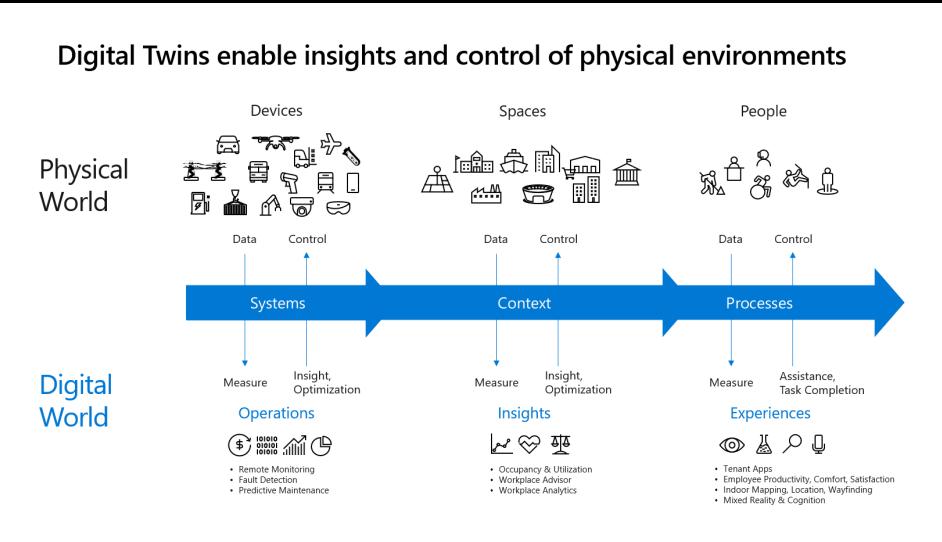 Digital Twins enable insights and control of physical environments
Devices
Spaces
People
Physical
World
Data
Control
Data
Control
Data
Control
Systems
Context
Processes
Digital
World
Measure
Insight,
Optimization
Measure
Insight,
Optimization
Measure
Assistance,
Task Completion
Operations
Insights
Experiences
$
10101
01010
10101
• Remote Monitoring
• Fault Detection
• Predictive Maintenance
• Occupancy & Utilization
• Workplace Advisor
• Workplace Analytics
• Tenant Apps
• Employee Productivity, Comfort, Satisfaction
• Indoor Mapping, Location, Wayfinding
• Mixed Reality & Cognition